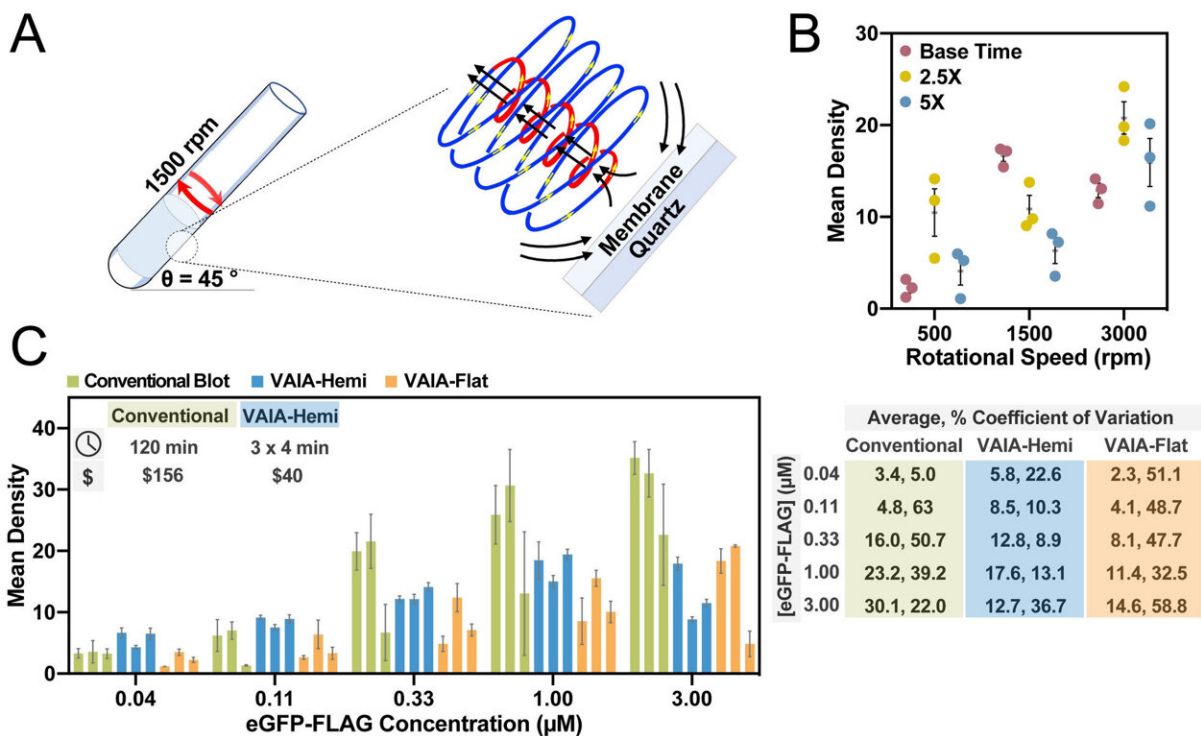 A
1500 rpm
θ = 45 °
Membrane
Quartz
B
Mean Density
30
20
10
0
Base Time
2.5X
5X
500 1500 3000
Rotational Speed (rpm)
C
Conventional Blot VAIA-Hemi VAIA-Flat
Mean Density
40
30
20
10
0
Conventional VAIA-Hemi
120 min 3 x 4 min
$ $156 $40
0.04 0.11 0.33 1.00 3.00
eGFP-FLAG Concentration (µM)
Average, % Coefficient of Variation
Conventional VAIA-Hemi VAIA-Flat
[eGFP-FLAG] (µM)
0.04 3.4, 5.0 5.8, 22.6 2.3, 51.1
0.11 4.8, 63 8.5, 10.3 4.1, 48.7
0.33 16.0, 50.7 12.8, 8.9 8.1, 47.7
1.00 23.2, 39.2 17.6, 13.1 11.4, 32.5
3.00 30.1, 22.0 12.7, 36.7 14.6, 58.8